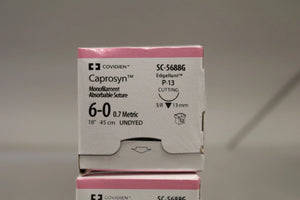 COVIDIEN
Caprosyn™
Monofilament
Absorbable Suture
6-0 0.7 Metric
18" 45 cm UNDYED
SC-5688G
P-13
CUTTING
3/8 13 mm
COVIDIEN
SC-5688G